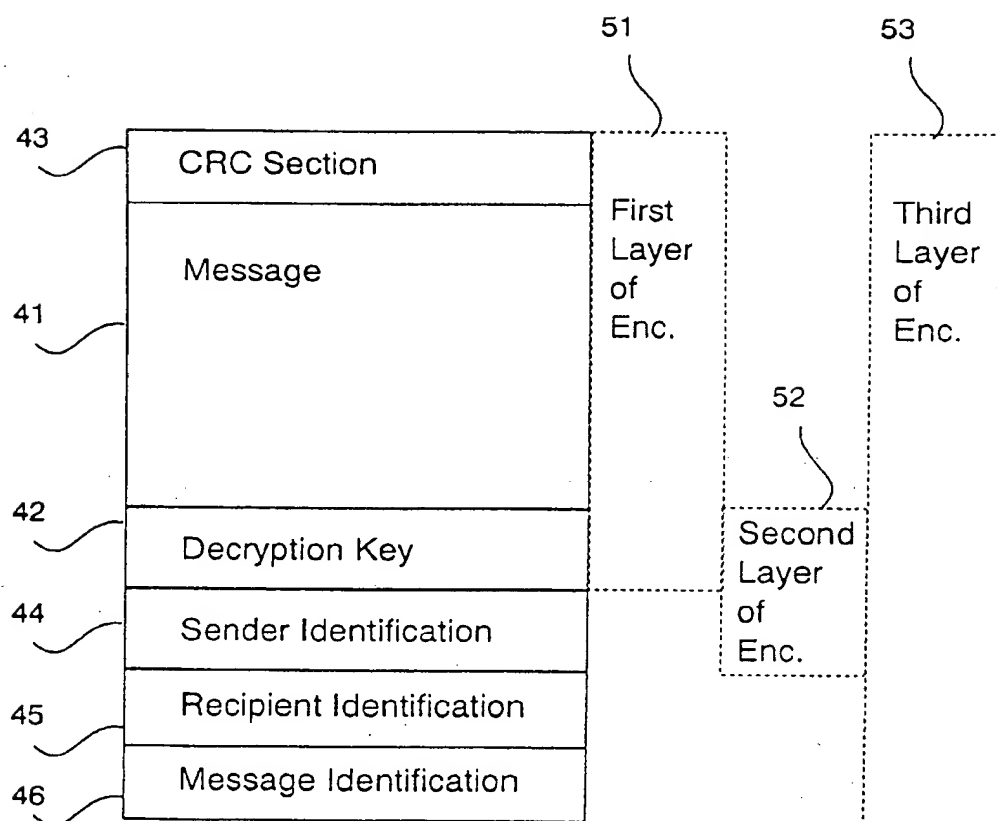 51
53
43
CRC Section
First
Layer
of
Enc.
Third
Layer
of
Enc.
Message
41
52
42
Decryption Key
Second
Layer
of
Enc.
44
Sender Identification
45
Recipient Identification
46
Message Identification